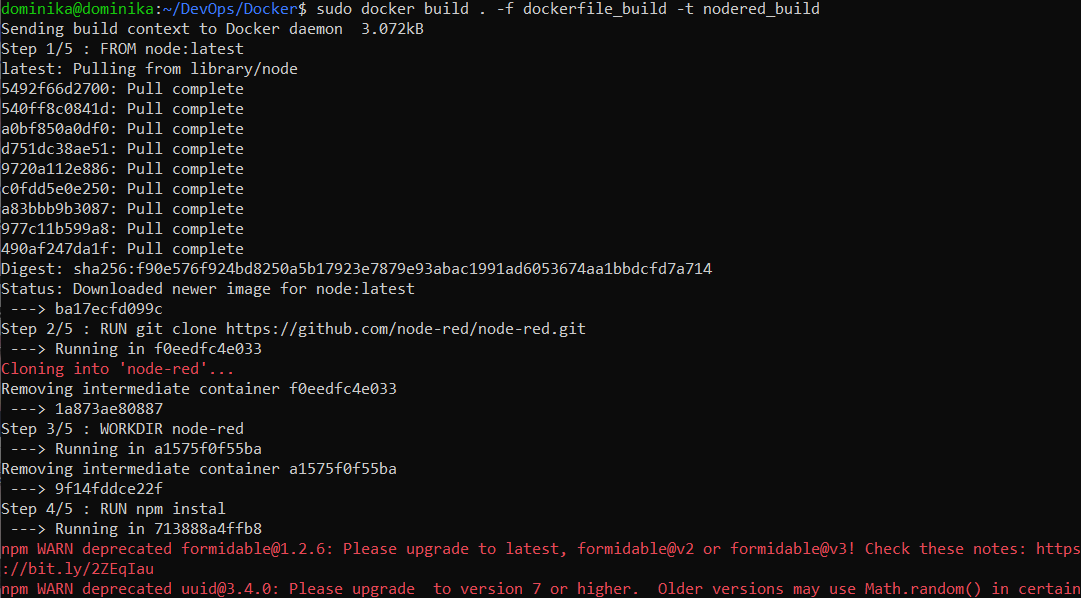 dominika@dominika:~/DevOps/Docker$ sudo docker build . -f dockerfile_build -t nodered_build
Sending build context to Docker daemon  3.072kB
Step 1/5 : FROM node:latest
latest: Pulling from library/node
5492f66d2700: Pull complete
540ff8c0841d: Pull complete
a0bf850a0df0: Pull complete
d751dc38ae51: Pull complete
9720a112e886: Pull complete
c0fdd5e0e250: Pull complete
a83bbb9b3087: Pull complete
977c11b599a8: Pull complete
490af247da1f: Pull complete
Digest: sha256:f90e576f924bd8250a5b17923e7879e93abac1991ad6053674aa1bbdcfd7a714
Status: Downloaded newer image for node:latest
 ---> ba17ecfd099c
Step 2/5 : RUN git clone https://github.com/node-red/node-red.git
 ---> Running in f0eedfc4e033
Cloning into 'node-red'...
Removing intermediate container f0eedfc4e033
 ---> 1a873ae80887
Step 3/5 : WORKDIR node-red
 ---> Running in a1575f0f55ba
Removing intermediate container a1575f0f55ba
 ---> 9f14fddce22f
Step 4/5 : RUN npm instal
 ---> Running in 713888a4ffb8
npm WARN deprecated formidable@1.2.6: Please upgrade to latest, formidable@v2 or formidable@v3! Check these notes: https
://bit.ly/2ZEqIau
npm WARN deprecated uuid@3.4.0: Please upgrade  to version 7 or higher.  Older versions may use Math.random() in certain